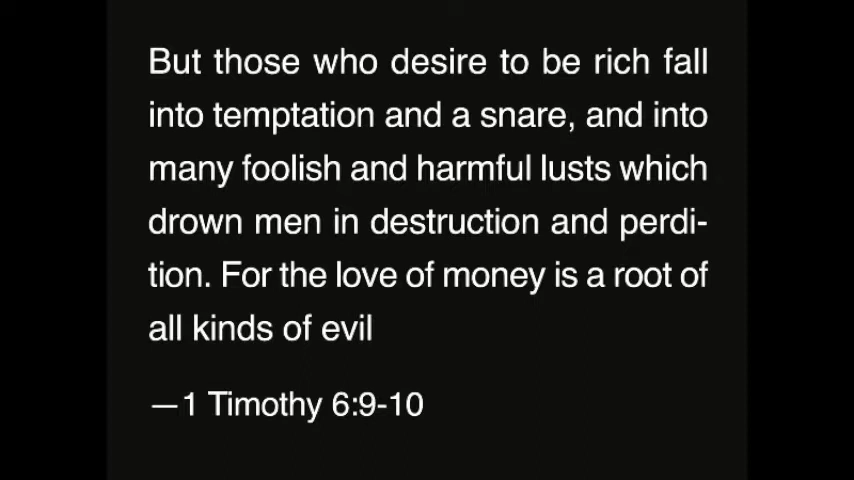 But those who desire to be rich fall
into temptation and a snare, and into
many foolish and harmful lusts which
drown men in destruction and perdi-
tion. For the love of money is a root of
all kinds of evil
—1 Timothy 6:9-10